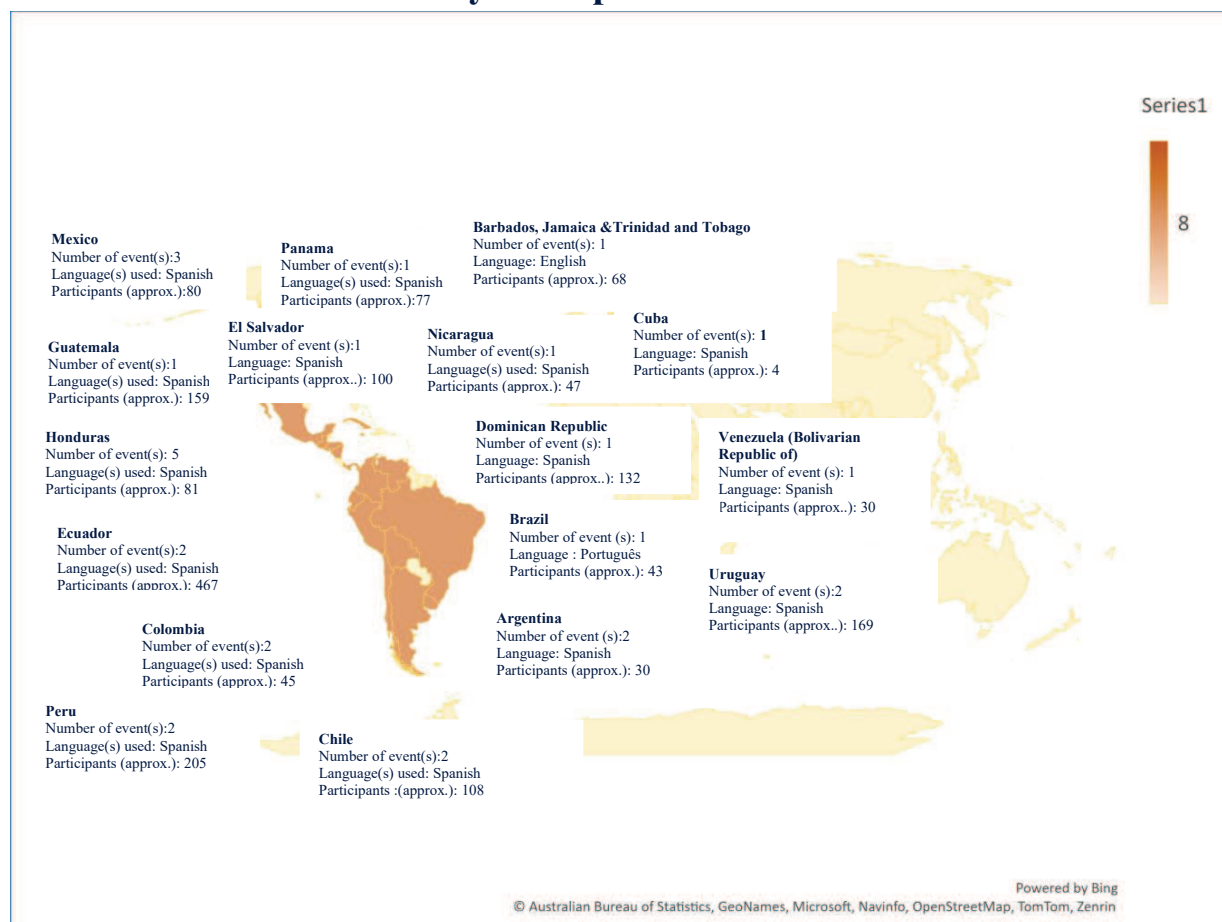 Series1
8
Mexico
Number of event(s):3
Language(s) used: Spanish
Participants (approx.):80
Panama
Number of event(s):1
Language(s) used: Spanish
Participants (approx.):77
Barbados, Jamaica &Trinidad and Tobago
Number of event(s): 1
Language: English
Participants (approx.): 68
Guatemala
Number of event(s):1
Language(s) used: Spanish
Participants (approx.): 159
El Salvador
Number of event (s):1
Language: Spanish
Participants (approx..): 100
Nicaragua
Number of event(s):1
Language(s) used: Spanish
Participants (approx.): 47
Cuba
Number of event(s): 1
Language: Spanish
Participants (approx.): 4
Honduras
Number of event(s): 5
Language(s) used: Spanish
Participants (approx.): 81
Dominican Republic
Number of event (s): 1
Language: Spanish
Participants (approx..): 132
Venezuela (Bolivarian
Republic of)
Number of event (s): 1
Language: Spanish
Participants (approx..): 30
Ecuador
Number of event(s):2
Language(s) used: Spanish
Participants (approx.): 467
Brazil
Number of event (s): 1
Language : Português
Participants (approx.): 43
Uruguay
Number of event (s):2
Language: Spanish
Participants (approx..): 169
Colombia
Number of event(s):2
Language(s) used: Spanish
Participants (approx.): 45
Argentina
Number of event (s):2
Language: Spanish
Participants (approx.): 30
Peru
Number of event(s):2
Language(s) used: Spanish
Participants (approx.): 205
Chile
Number of event(s):2
Language(s) used: Spanish
Participants :(approx.): 108
Powered by Bing
© Australian Bureau of Statistics, GeoNames, Microsoft, Navinfo, OpenStreetMap, TomTom, Zenrin